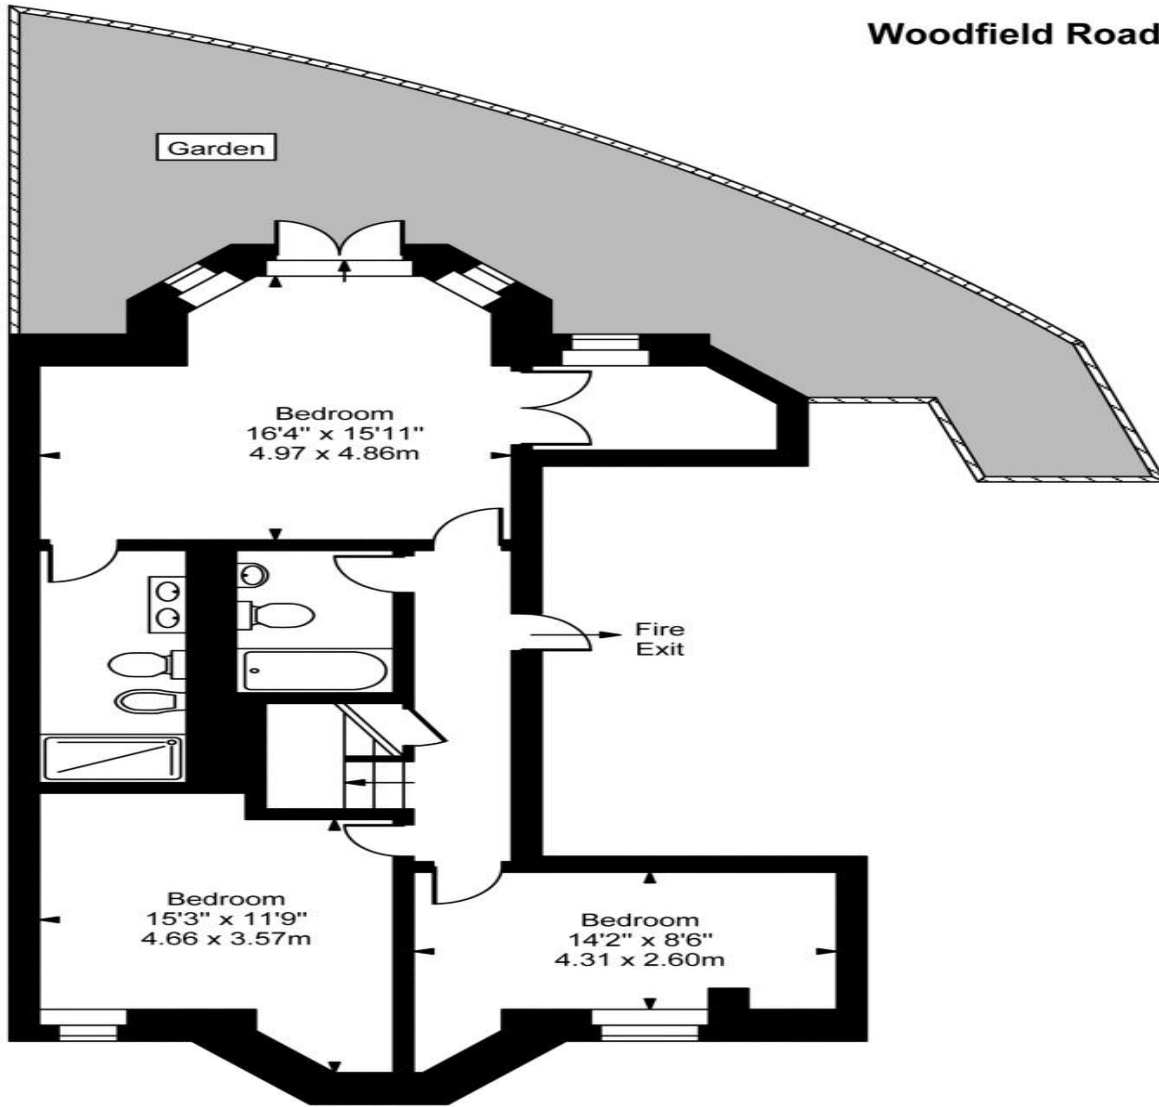 Woodfield Road
Garden
Bedroom
16'4" x 15'11"
4.97 x 4.86m
Fire
Exit
Bedroom
15'3" x 11'9"
4.66 x 3.57m
Bedroom
14'2" x 8'6"
4.31 x 2.60m